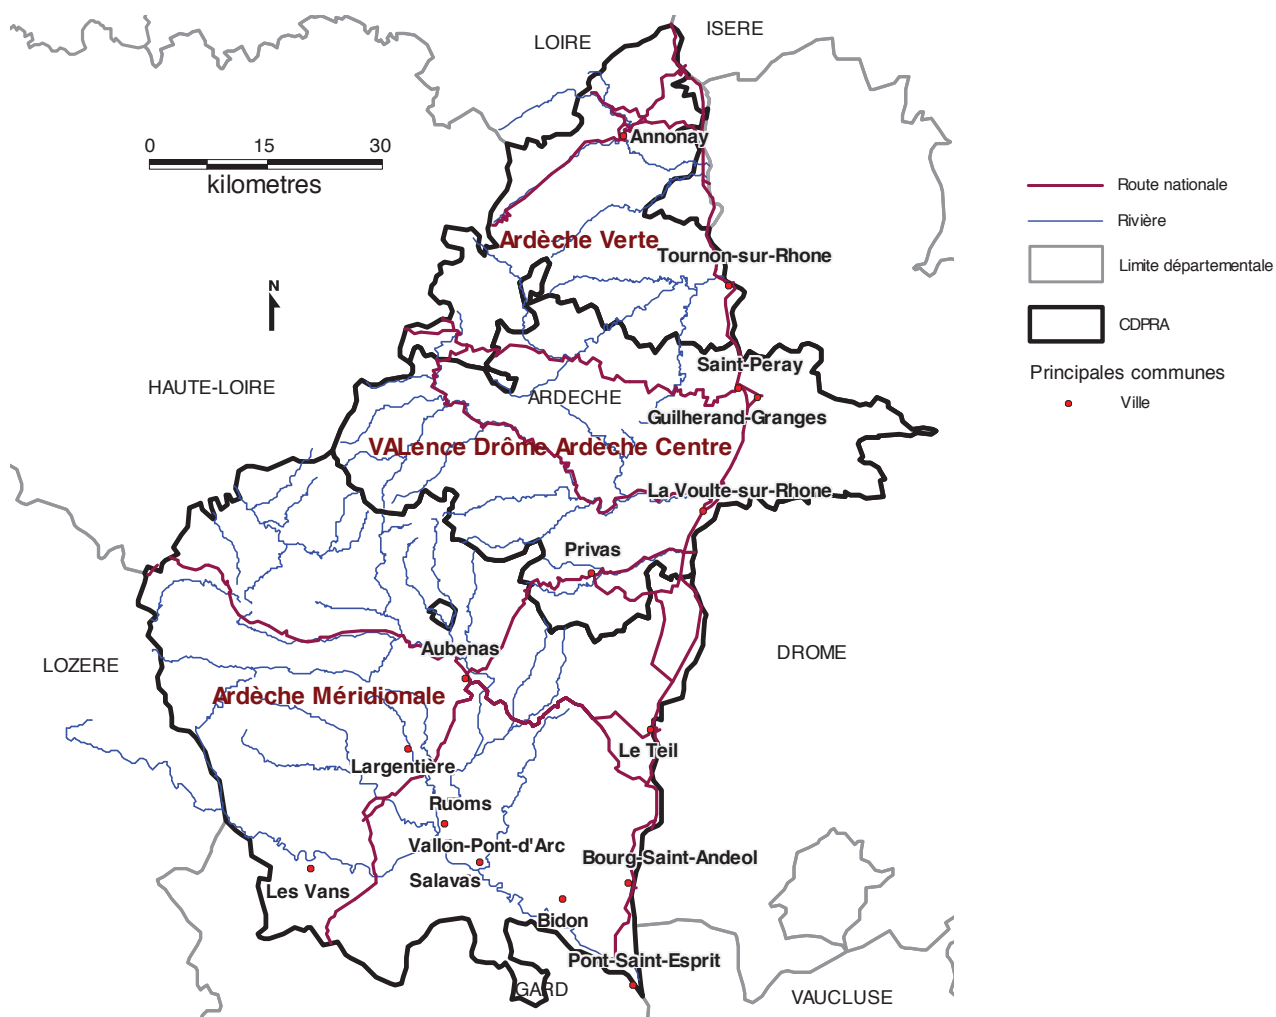 LOIRE
ISERE
0 15 30
kilometres
Annonay
Route nationale
Rivière
Ardèche Verte
Tournon-sur-Rhone
Limite départementale
N
CDPRA
Saint-Peray
Principales communes
HAUTE-LOIRE
ARDECHE
Ville
Guilherand-Granges
VALence Drôme Ardèche Centre
La Voulte-sur-Rhone
Privas
Aubenas
LOZERE
DROME
Ardèche Méridionale
Le Teil
Largentière
Ruoms
Vallon-Pont-d'Arc
Bourg-Saint-Andeol
Salavas
Les Vans
Bidon
Pont-Saint-Esprit
GARD
VAUCLUSE